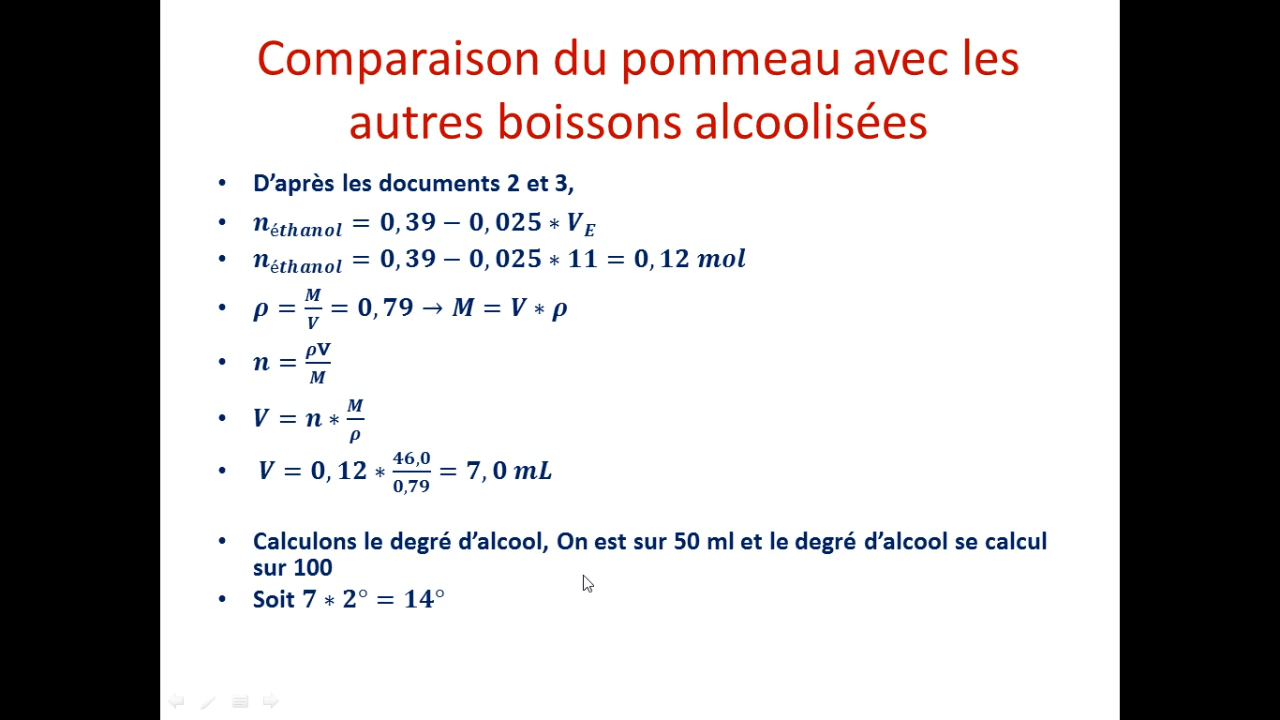 Comparaison du pommeau avec les
autres boissons alcoolisées
• D’après les documents 2 et 3,
• n_éthanol = 0,39 − 0,025 * V_E
• n_éthanol = 0,39 − 0,025 * 11 = 0,12 mol
• ρ = M/V = 0,79 → M = V * ρ
• n = ρV/M
• V = n * M/ρ
• V = 0,12 * 46,0/0,79 = 7,0 mL
• Calculons le degré d’alcool, On est sur 50 ml et le degré d’alcool se calcul
sur 100
• Soit 7 * 2° = 14°